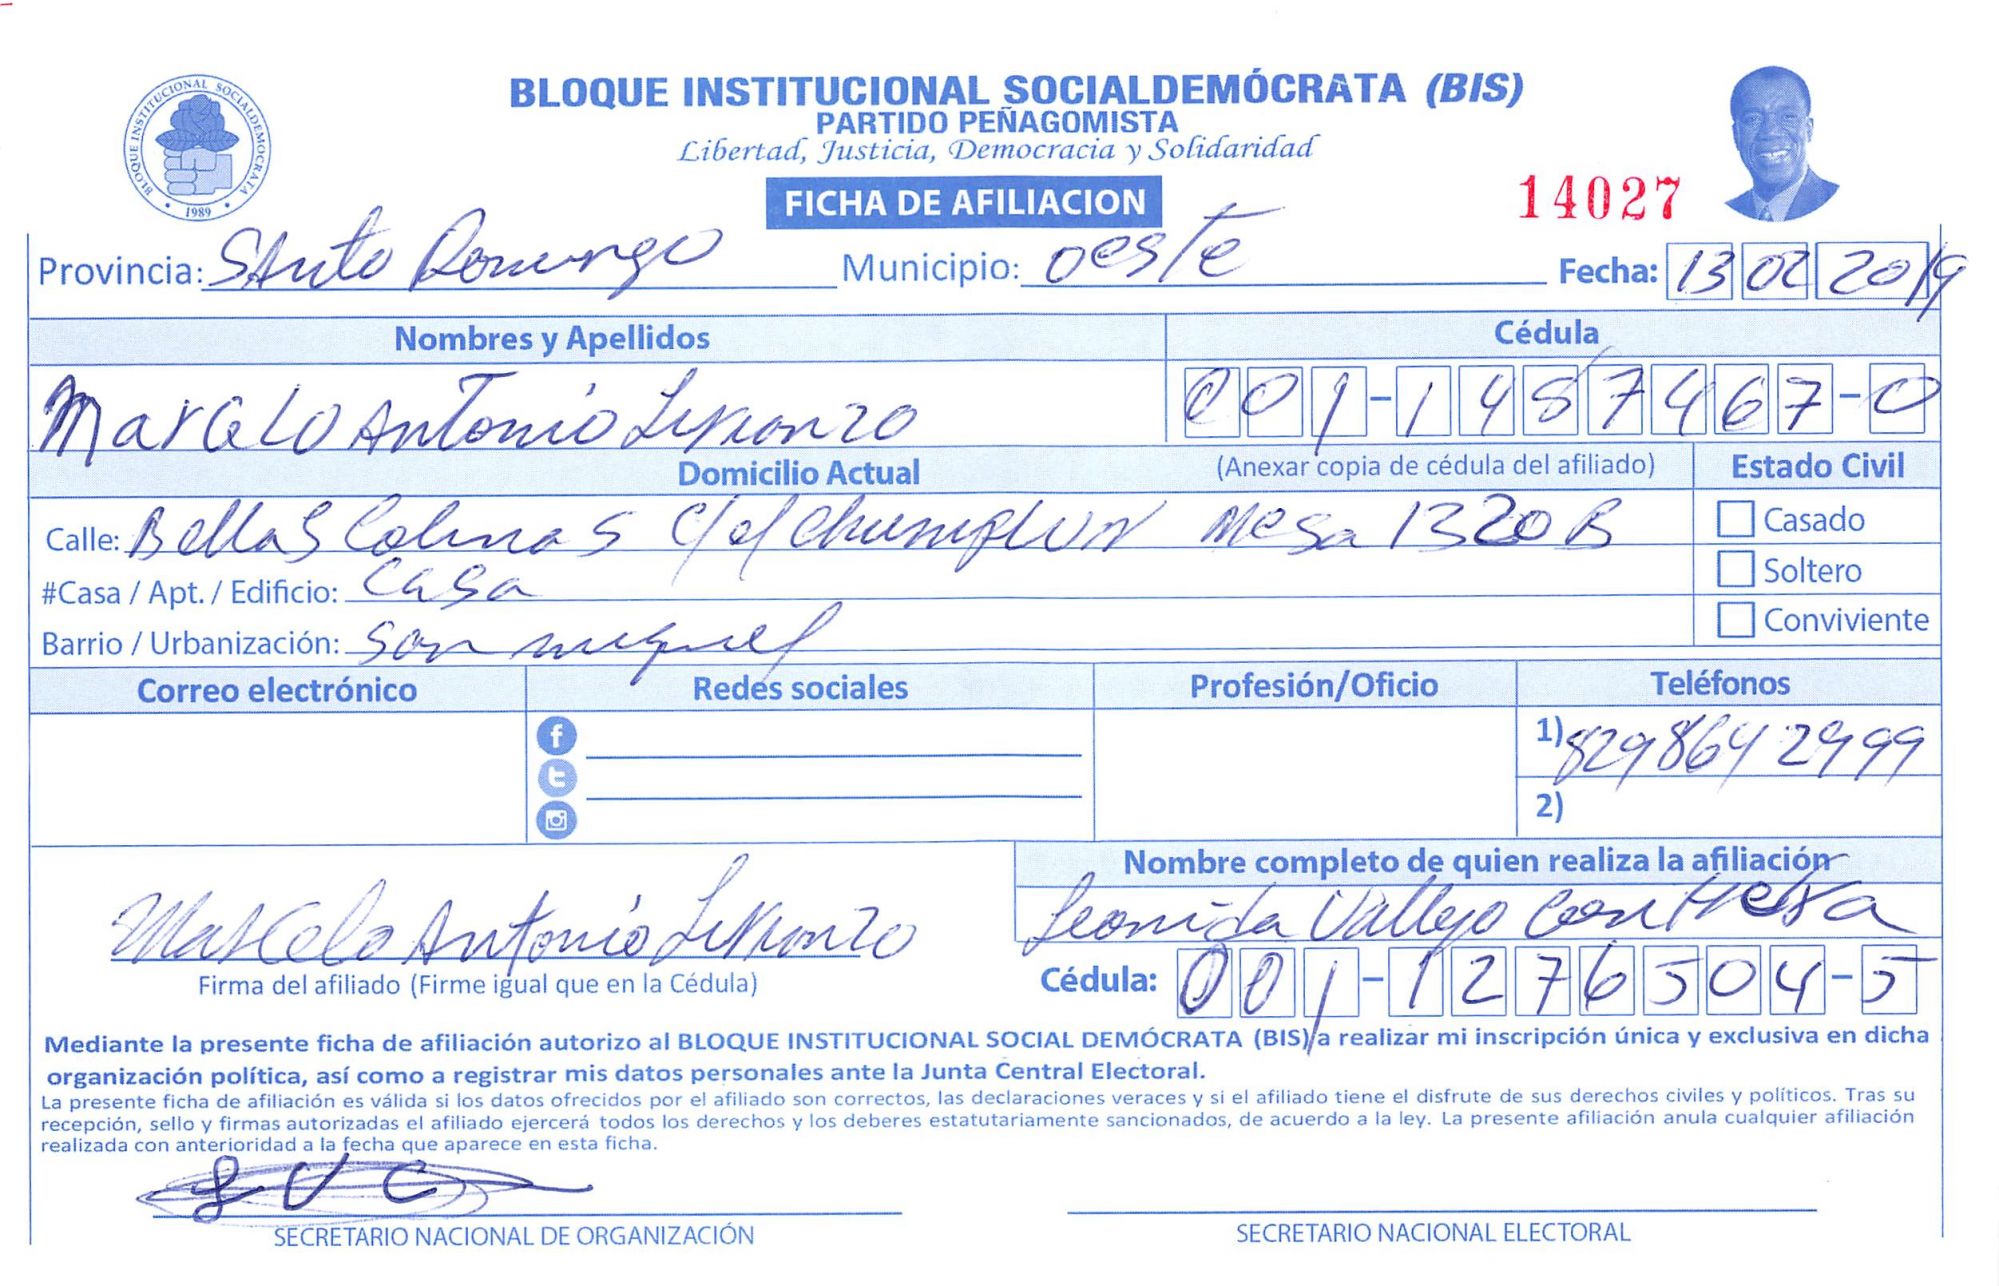 BLOQUE INSTITUCIONAL SOCIALDEMÓCRATA (BIS)
PARTIDO PEÑAGOMISTA
Libertad, Justicia, Democracia y Solidaridad
BLOQUE INSTITUCIONAL SOCIALDEMOCRATA
1989
FICHA DE AFILIACION
14027
Provincia: Santo Domingo Municipio: oeste Fecha: 13 02 2019
Nombres y Apellidos Cédula
Marcelo Antonio 001-1487467-0
Domicilio Actual (Anexar copia de cédula del afiliado) Estado Civil
Calle: Bellas Colinas C/ el Mesa 1320 B
Casado
#Casa / Apt. / Edificio: Casa
Soltero
Barrio / Urbanización: San miguel
Conviviente
Correo electrónico Redes sociales Profesión/Oficio Teléfonos
1) 829 864 2999
2)
Nombre completo de quien realiza la afiliación
Marcelo Antonio Leonida Vallejo Contrera
Firma del afiliado (Firme igual que en la Cédula) Cédula: 001-1276504-5
Mediante la presente ficha de afiliación autorizo al BLOQUE INSTITUCIONAL SOCIAL DEMÓCRATA (BIS) a realizar mi inscripción única y exclusiva en dicha
organización política, así como a registrar mis datos personales ante la Junta Central Electoral.
La presente ficha de afiliación es válida si los datos ofrecidos por el afiliado son correctos, las declaraciones veraces y si el afiliado tiene el disfrute de sus derechos civiles y políticos. Tras su
recepción, sello y firmas autorizadas el afiliado ejercerá todos los derechos y los deberes estatutariamente sancionados, de acuerdo a la ley. La presente afiliación anula cualquier afiliación
realizada con anterioridad a la fecha que aparece en esta ficha.
LVC
SECRETARIO NACIONAL DE ORGANIZACIÓN SECRETARIO NACIONAL ELECTORAL